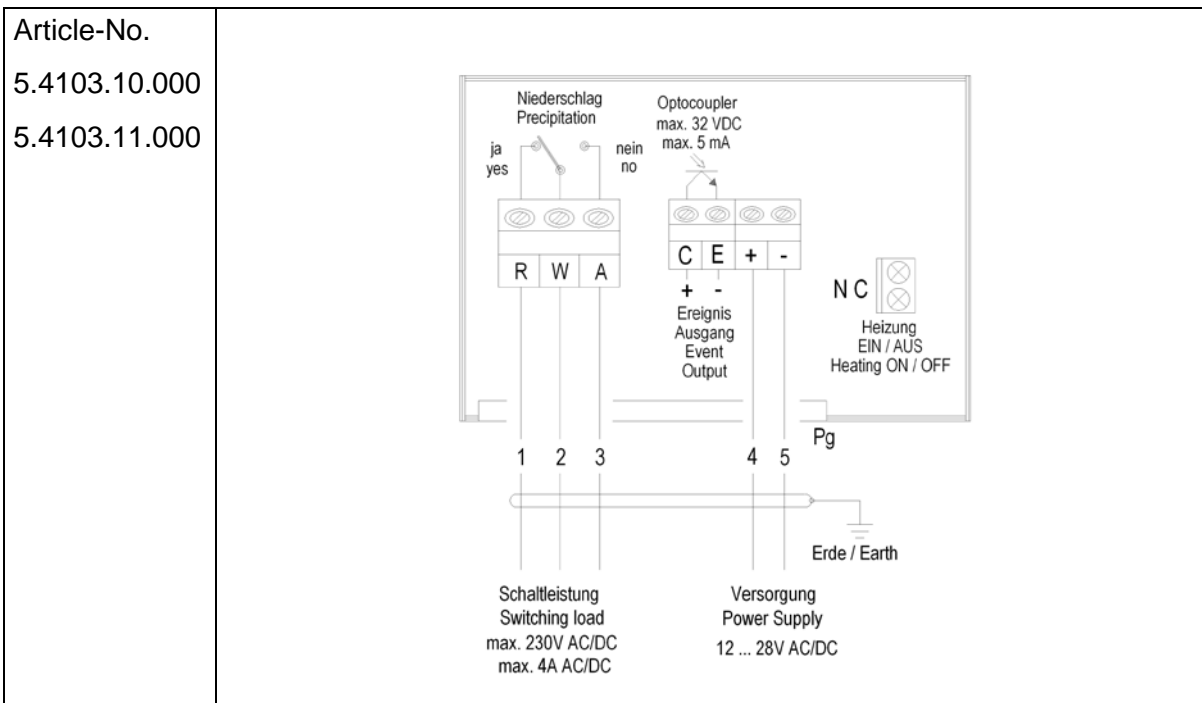 Article-No.
5.4103.10.000
5.4103.11.000
Niederschlag
Precipitation
ja
yes
nein
no
Optocoupler
max. 32 VDC
max. 5 mA
R W A
C E + -
+ -
Ereignis
Ausgang
Event
Output
N C
Heizung
EIN / AUS
Heating ON / OFF
Pg
1 2 3 4 5
Erde / Earth
Schaltleistung
Switching load
max. 230V AC/DC
max. 4A AC/DC
Versorgung
Power Supply
12 ... 28V AC/DC